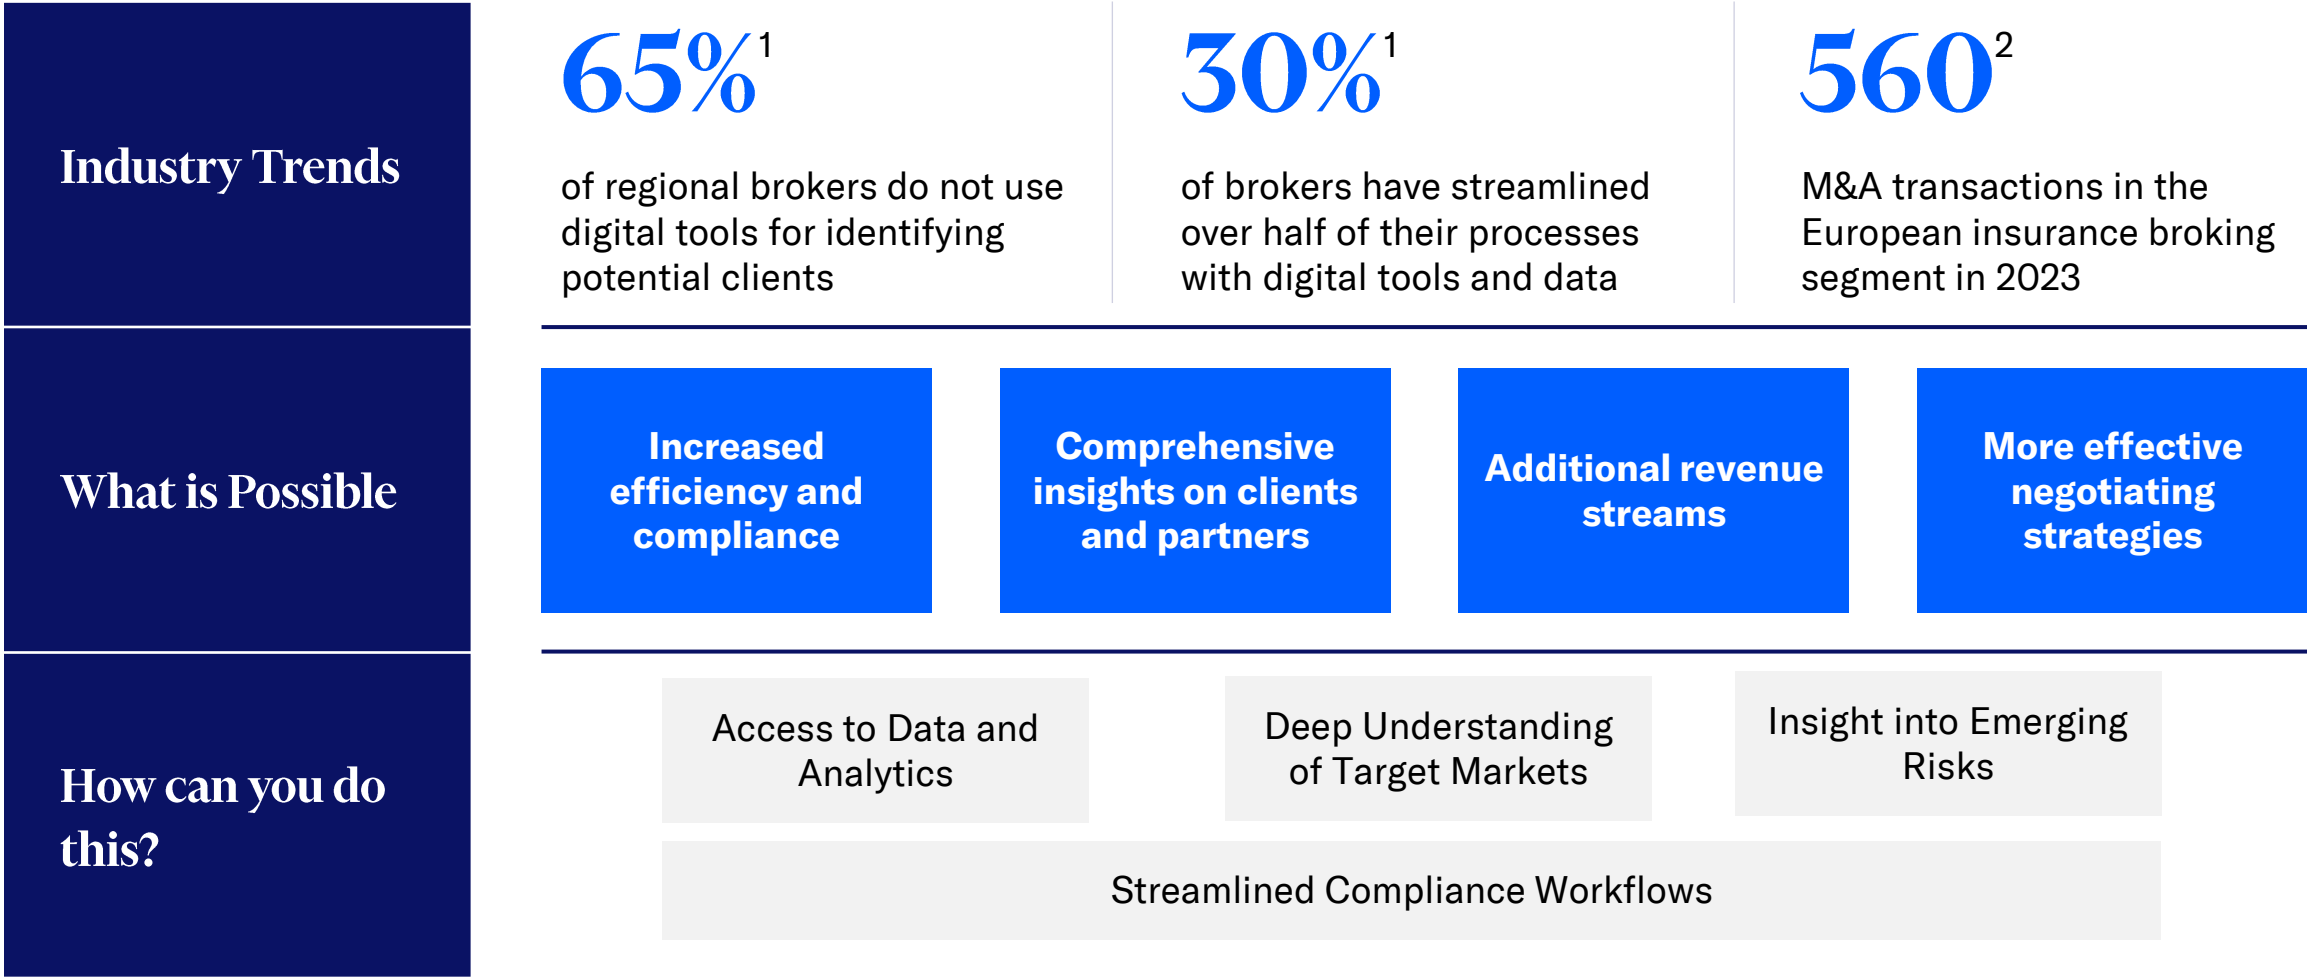 Industry Trends
65%¹
of regional brokers do not use
digital tools for identifying
potential clients
30%¹
of brokers have streamlined
over half of their processes
with digital tools and data
560²
M&A transactions in the
European insurance broking
segment in 2023
What is Possible
Increased
efficiency and
compliance
Comprehensive
insights on clients
and partners
Additional revenue
streams
More effective
negotiating
strategies
How can you do
this?
Access to Data and
Analytics
Deep Understanding
of Target Markets
Insight into Emerging
Risks
Streamlined Compliance Workflows